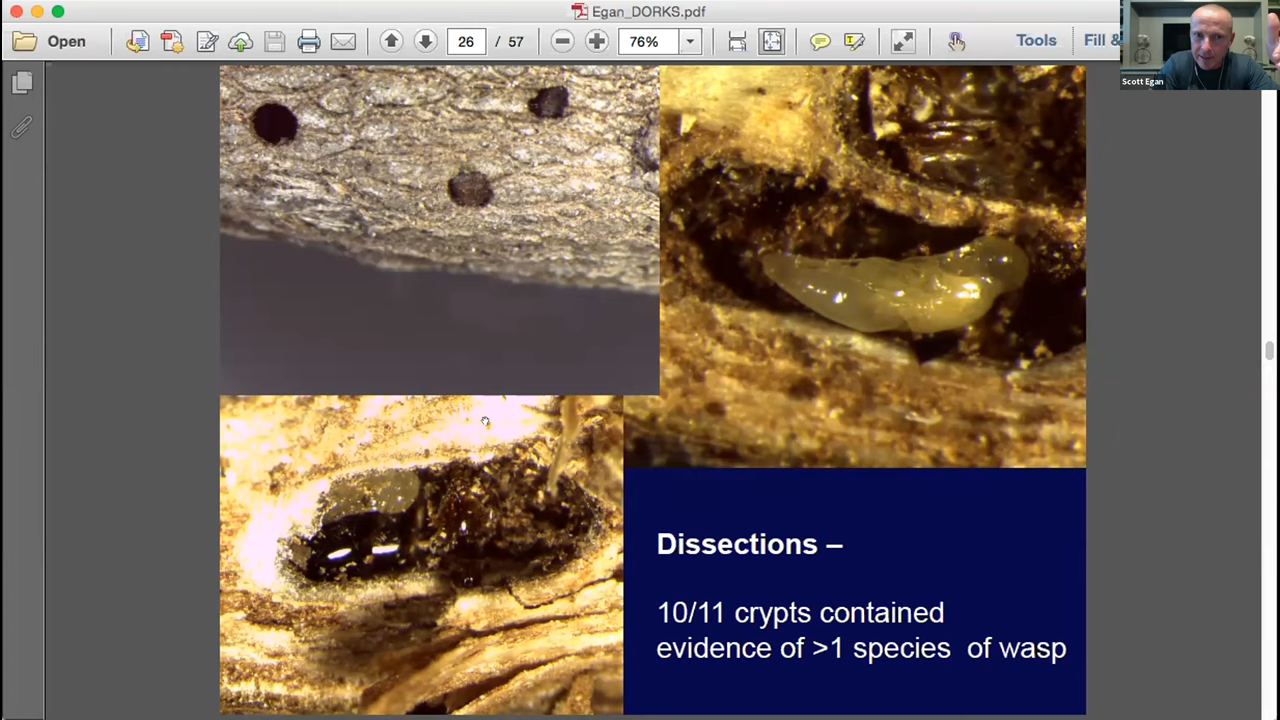 Egan_DORKS.pdf
Open
26 / 57
76%
Tools
Fill &
Scott Egan
Dissections –
10/11 crypts contained
evidence of >1 species of wasp